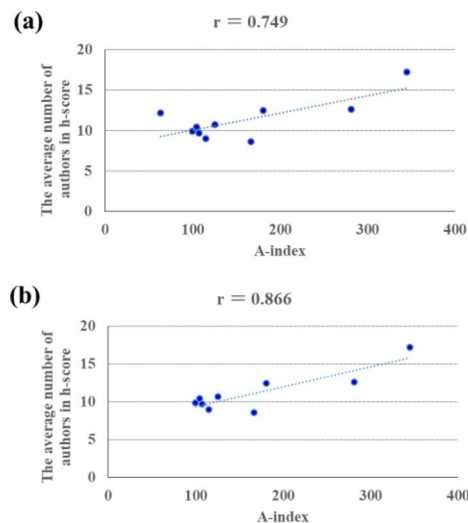 (a)
r = 0.749
The average number of
authors in h-score
20
15
10
5
0
0 100 200 300 400
A-index
(b)
r = 0.866
The average number of
authors in h-score
20
15
10
5
0
0 100 200 300 400
A-index